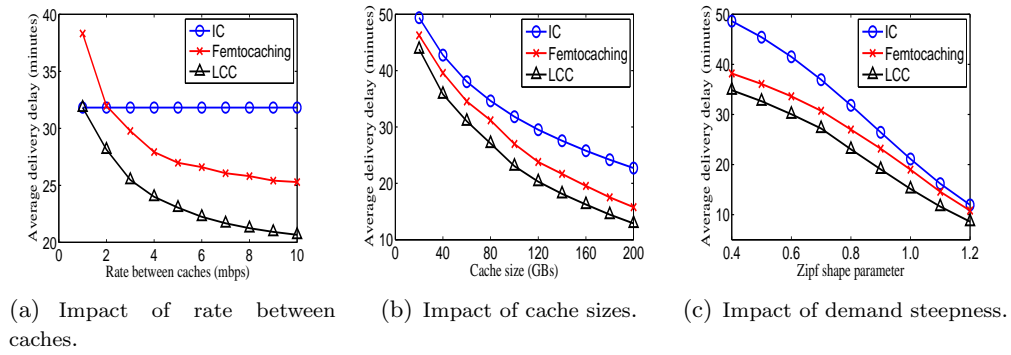 Average delivery delay (minutes)
40
35
30
25
20
0
2
4
6
8
10
Rate between caches (mbps)
IC
Femtocaching
LCC
(a) Impact of rate between
caches.
Average delivery delay (minutes)
50
40
30
20
10
0
40
80
120
160
200
Cache size (GBs)
IC
Femtocaching
LCC
(b) Impact of cache sizes.
Average delivery delay (minutes)
50
40
30
20
10
0.4
0.6
0.8
1.0
1.2
Zipf shape parameter
IC
Femtocaching
LCC
(c) Impact of demand steepness.